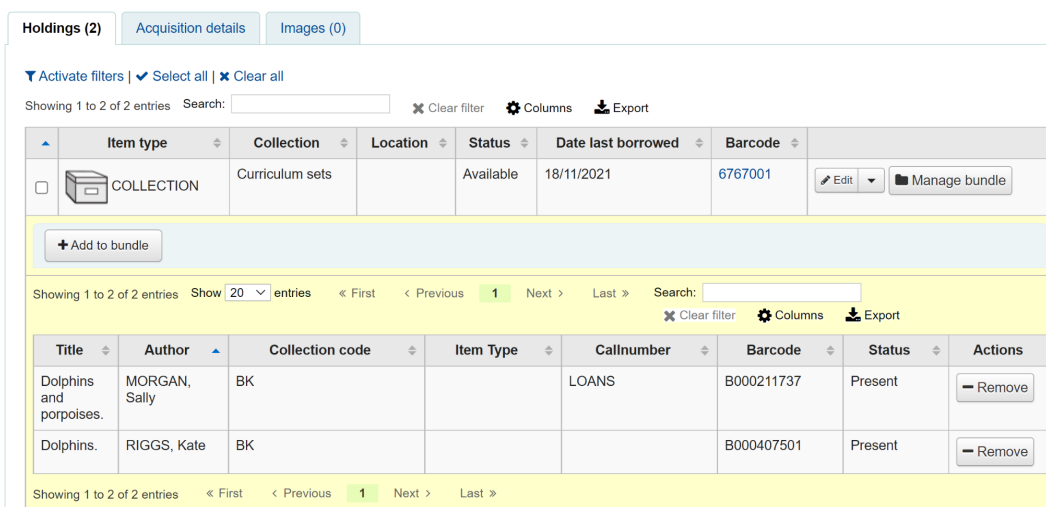 Holdings (2) Acquisition details Images (0)
Activate filters | Select all | Clear all
Showing 1 to 2 of 2 entries Search: Clear filter Columns Export
Item type Collection Location Status Date last borrowed Barcode
COLLECTION Curriculum sets Available 18/11/2021 6767001 Edit Manage bundle
+ Add to bundle
Showing 1 to 2 of 2 entries Show 20 entries « First < Previous 1 Next > Last » Search:
Clear filter Columns Export
Title Author Collection code Item Type Callnumber Barcode Status Actions
Dolphins MORGAN, BK LOANS B000211737 Present Remove
and Sally
porpoises.
Dolphins. RIGGS, Kate BK B000407501 Present Remove
Showing 1 to 2 of 2 entries « First < Previous 1 Next > Last »